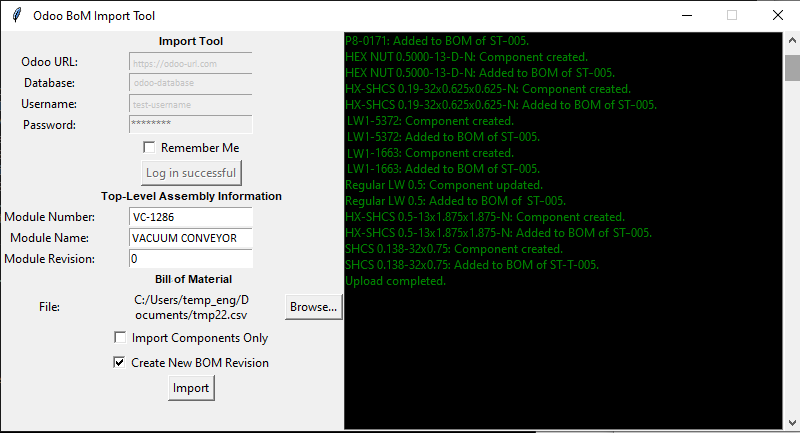 Odoo BoM Import Tool
Import Tool
Odoo URL:
https://odoo-url.com
Database:
odoo-database
Username:
test-username
Password:
********
Remember Me
Log in successful
Top-Level Assembly Information
Module Number:
VC-1286
Module Name:
VACUUM CONVEYOR
Module Revision:
0
Bill of Material
File:
C:/Users/temp_eng/D
ocuments/tmp22.csv
Browse...
Import Components Only
Create New BOM Revision
Import
P8-0171: Added to BOM of ST-005.
HEX NUT 0.5000-13-D-N: Component created.
HEX NUT 0.5000-13-D-N: Added to BOM of ST-005.
HX-SHCS 0.19-32x0.625x0.625-N: Component created.
HX-SHCS 0.19-32x0.625x0.625-N: Added to BOM of ST-005.
LW1-5372: Component created.
LW1-5372: Added to BOM of ST-005.
LW1-1663: Component created.
LW1-1663: Added to BOM of ST-005.
Regular LW 0.5: Component updated.
Regular LW 0.5: Added to BOM of ST-005.
HX-SHCS 0.5-13x1.875x1.875-N: Component created.
HX-SHCS 0.5-13x1.875x1.875-N: Added to BOM of ST-005.
SHCS 0.138-32x0.75: Component created.
SHCS 0.138-32x0.75: Added to BOM of ST-T-005.
Upload completed.